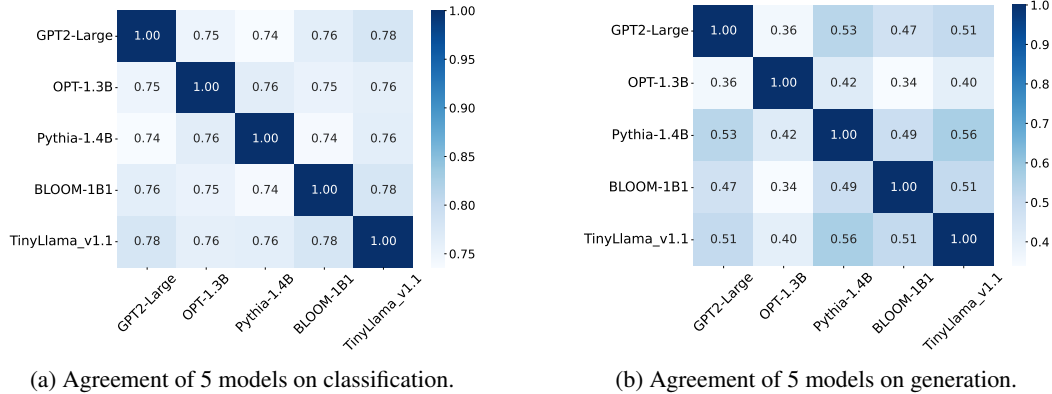 GPT2-Large 1.00 0.75 0.74 0.76 0.78
OPT-1.3B 0.75 1.00 0.76 0.75 0.76
Pythia-1.4B 0.74 0.76 1.00 0.74 0.76
BLOOM-1B1 0.76 0.75 0.74 1.00 0.78
TinyLlama_v1.1 0.78 0.76 0.76 0.78 1.00
GPT2-Large OPT-1.3B Pythia-1.4B BLOOM-1B1 TinyLlama_v1.1
1.00
0.95
0.90
0.85
0.80
0.75
(a) Agreement of 5 models on classification.
GPT2-Large 1.00 0.36 0.53 0.47 0.51
OPT-1.3B 0.36 1.00 0.42 0.34 0.40
Pythia-1.4B 0.53 0.42 1.00 0.49 0.56
BLOOM-1B1 0.47 0.34 0.49 1.00 0.51
TinyLlama_v1.1 0.51 0.40 0.56 0.51 1.00
GPT2-Large OPT-1.3B Pythia-1.4B BLOOM-1B1 TinyLlama_v1.1
1.0
0.9
0.8
0.7
0.6
0.5
0.4
(b) Agreement of 5 models on generation.